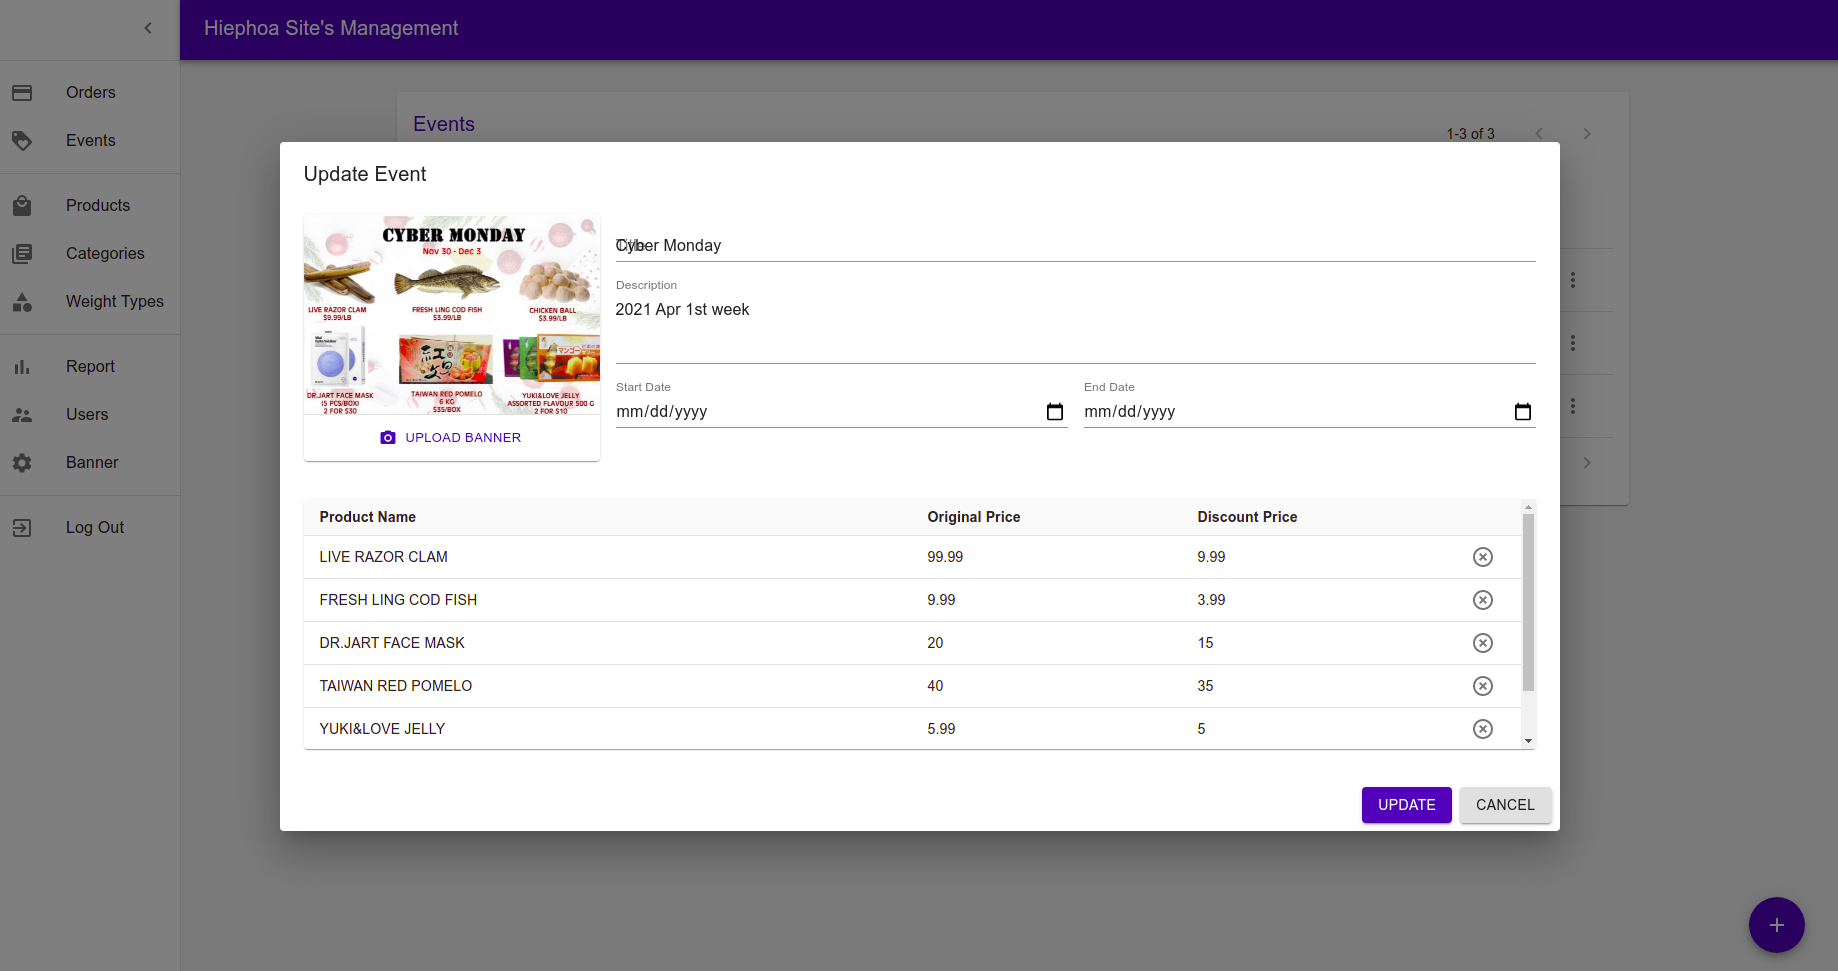 Hiephoa Site's Management
Orders
Events
Products
Categories
Weight Types
Report
Users
Banner
Log Out
Events
1-3 of 3
Update Event
CYBER MONDAY
Nov 30 - Dec 3
LIVE RAZOR CLAM
$9.99/LB
FRESH LING COD FISH
$3.99/LB
CHICKEN BALL
$3.99/LB
DR.JART FACE MASK
(5 PCS/BOX)
2 FOR $30
TAIWAN RED POMELO
6 KG
$35/BOX
YUKI&LOVE JELLY
ASSORTED FLAVOUR 500 G
2 FOR $10
UPLOAD BANNER
Title
Cyber Monday
Description
2021 Apr 1st week
Start Date
mm/dd/yyyy
End Date
mm/dd/yyyy
Product Name Original Price Discount Price
LIVE RAZOR CLAM 99.99 9.99
FRESH LING COD FISH 9.99 3.99
DR.JART FACE MASK 20 15
TAIWAN RED POMELO 40 35
YUKI&LOVE JELLY 5.99 5
UPDATE CANCEL